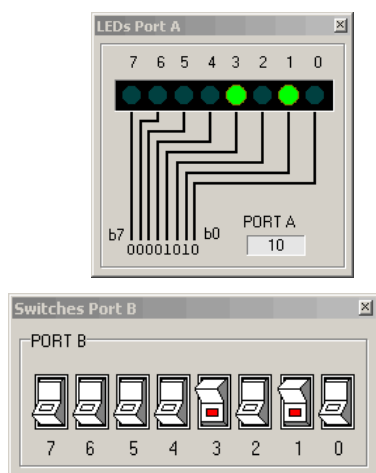 LEDs Port A
7 6 5 4 3 2 1 0
PORT A
b7 00001010 b0
10
Switches Port B
PORT B
7 6 5 4 3 2 1 0